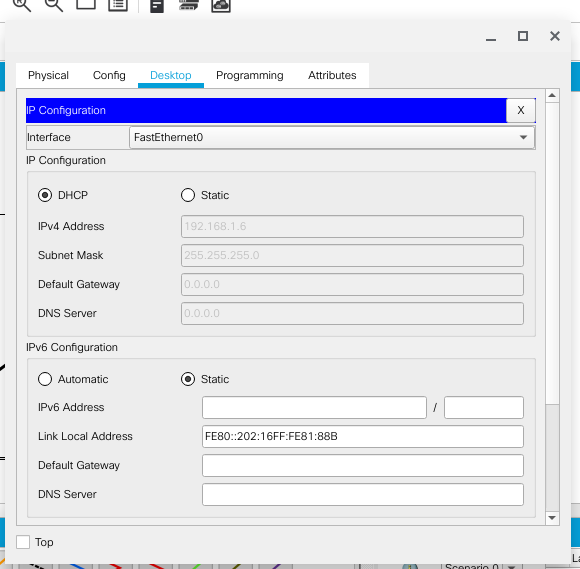 Physical Config Desktop Programming Attributes
IP Configuration X
Interface FastEthernet0
IP Configuration
DHCP Static
IPv4 Address 192.168.1.6
Subnet Mask 255.255.255.0
Default Gateway 0.0.0.0
DNS Server 0.0.0.0
IPv6 Configuration
Automatic Static
IPv6 Address /
Link Local Address FE80::202:16FF:FE81:88B
Default Gateway
DNS Server
Top
Scenario 0